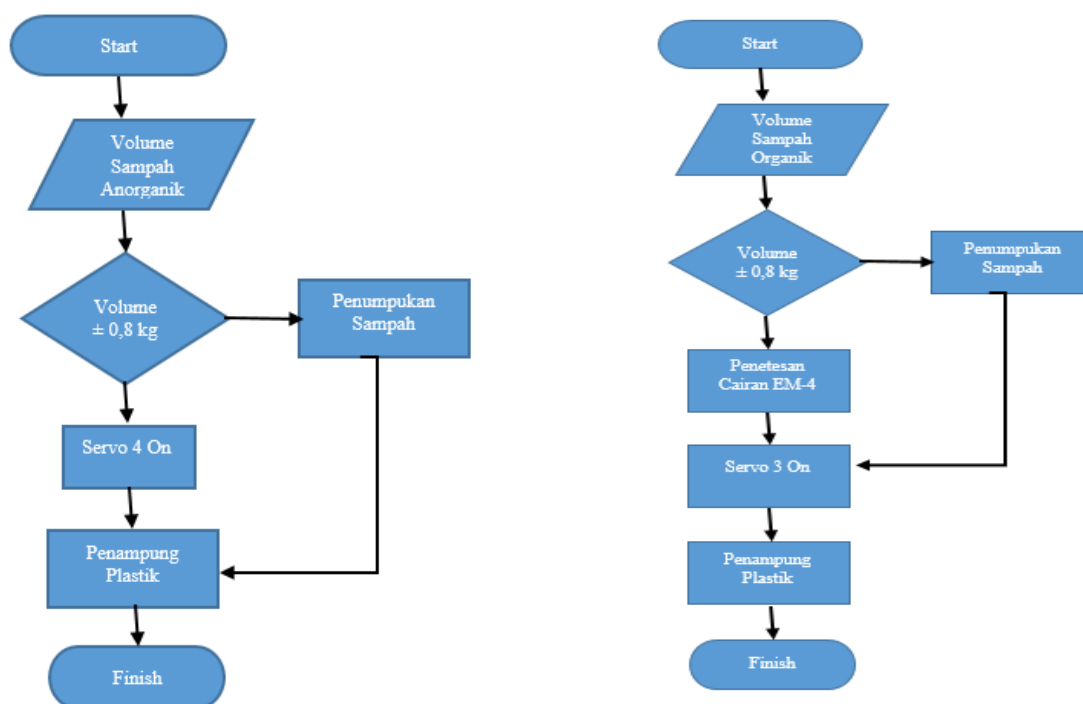 Start
Volume
Sampah
Anorganik
Volume
± 0,8 kg
Penumpukan
Sampah
Servo 4 On
Penampung
Plastik
Finish
Start
Volume
Sampah
Organik
Volume
± 0,8 kg
Penumpukan
Sampah
Penetesan
Cairan EM-4
Servo 3 On
Penampung
Plastik
Finish